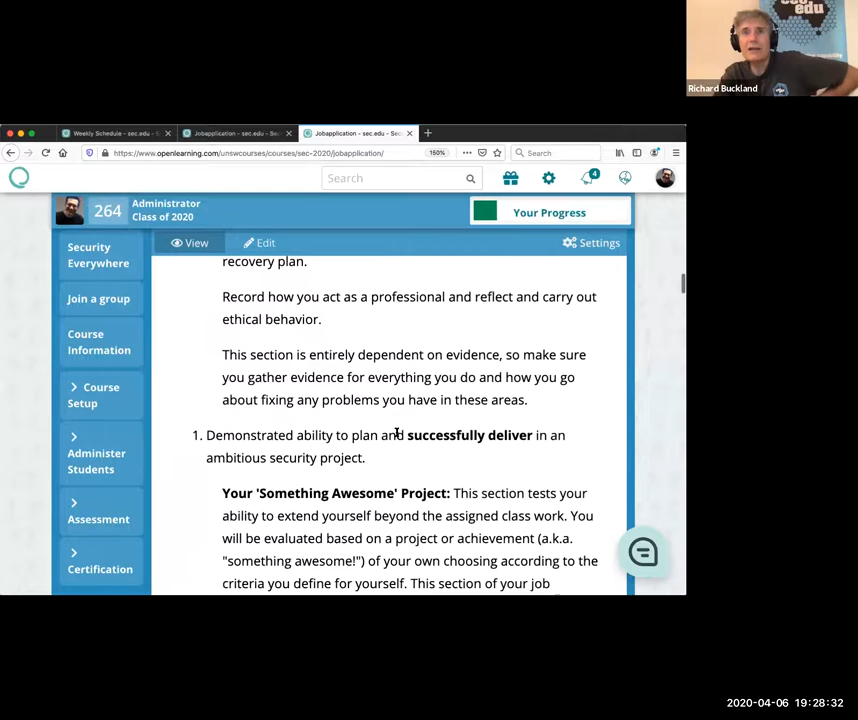 sec.edu
Richard Buckland
Weekly Schedule - sec.edu - S
Jobapplication - sec.edu - Sec
Jobapplication - sec.edu - Sec
https://www.openlearning.com/unswcourses/courses/sec-2020/jobapplication/
150%
Search
Search
4
264
Administrator
Class of 2020
Your Progress
View
Edit
Settings
Security
Everywhere
Join a group
Course
Information
Course
Setup
Administer
Students
Assessment
Certification
recovery plan.
Record how you act as a professional and reflect and carry out
ethical behavior.
This section is entirely dependent on evidence, so make sure
you gather evidence for everything you do and how you go
about fixing any problems you have in these areas.
1. Demonstrated ability to plan and successfully deliver in an
ambitious security project.
Your 'Something Awesome' Project: This section tests your
ability to extend yourself beyond the assigned class work. You
will be evaluated based on a project or achievement (a.k.a.
"something awesome!") of your own choosing according to the
criteria you define for yourself. This section of your job
2020-04-06 19:28:32